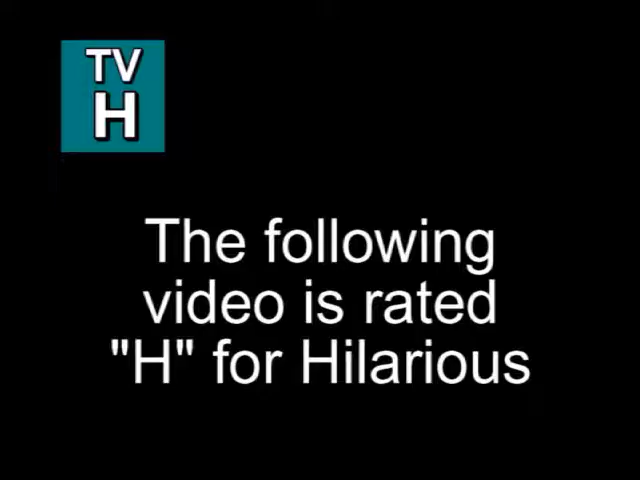 TV
H
The following
video is rated
"H" for Hilarious